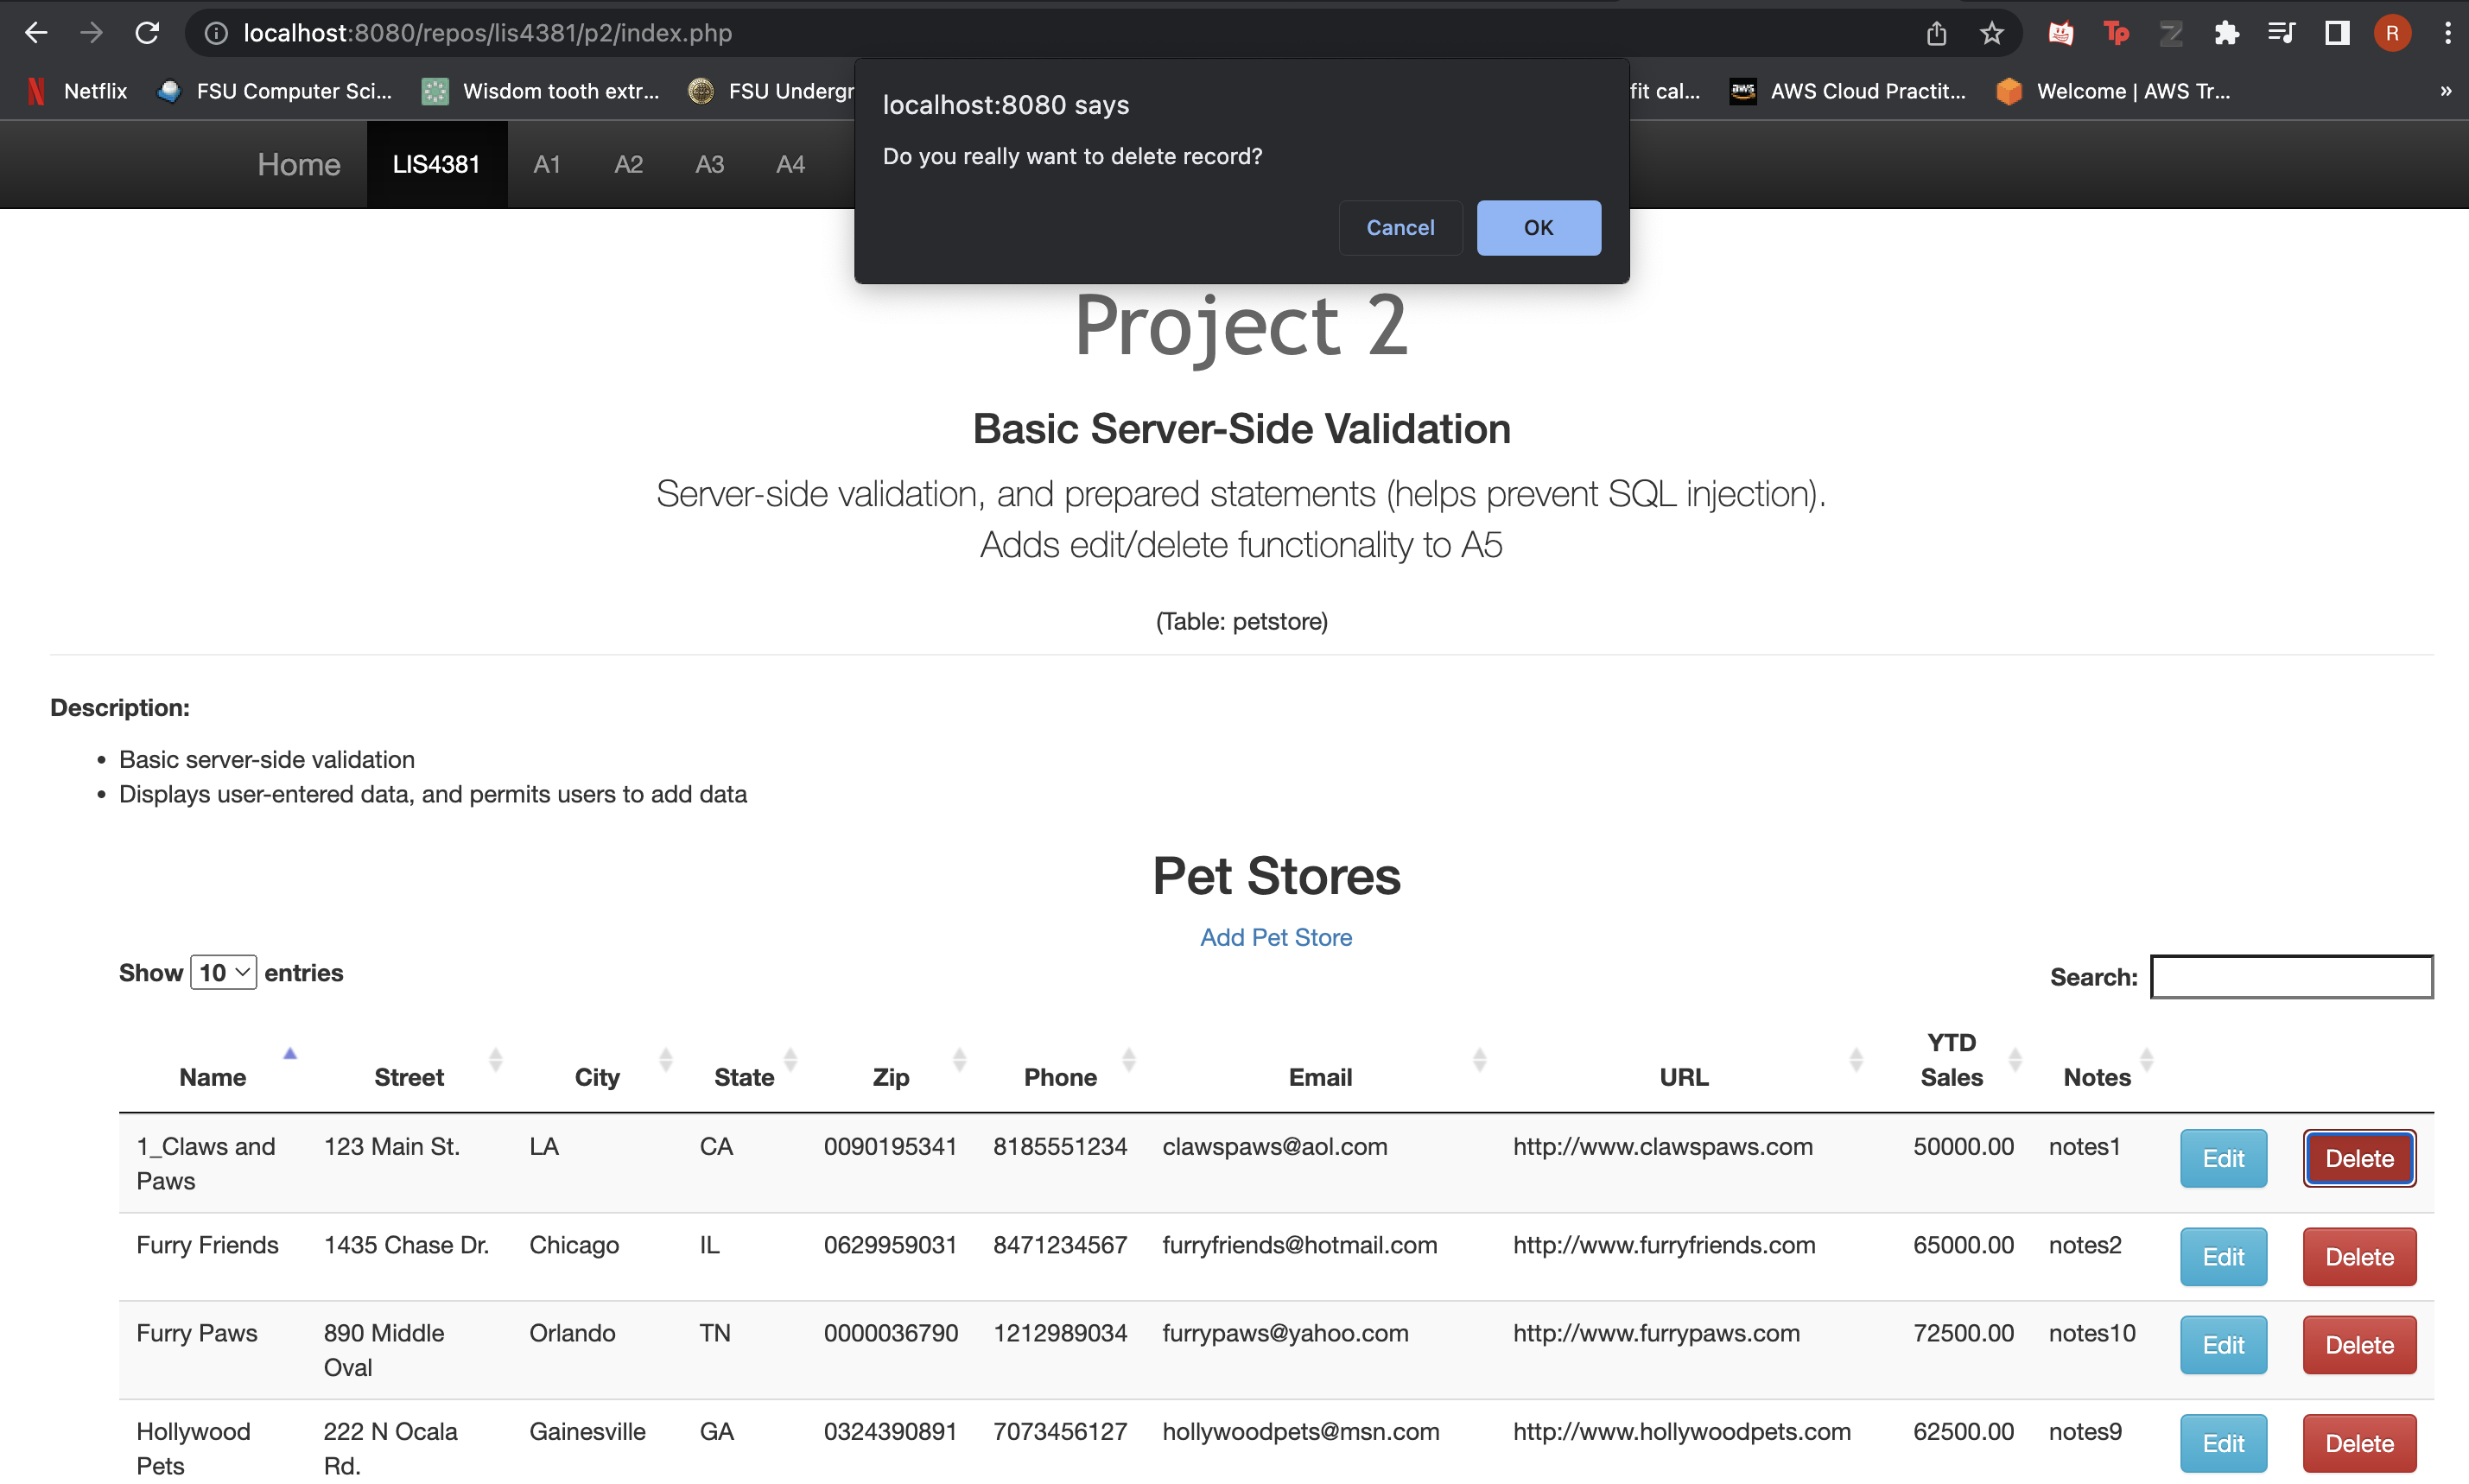 localhost:8080/repos/lis4381/p2/index.php
Tp
Z
R
N Netflix FSU Computer Sci... Wisdom tooth extr... FSU Undergr fit cal... aws AWS Cloud Practit... Welcome | AWS Tr... »
localhost:8080 says
Do you really want to delete record?
Cancel OK
Home LIS4381 A1 A2 A3 A4
Project 2
Basic Server-Side Validation
Server-side validation, and prepared statements (helps prevent SQL injection).
Adds edit/delete functionality to A5
(Table: petstore)
Description:
• Basic server-side validation
• Displays user-entered data, and permits users to add data
Pet Stores
Add Pet Store
Show 10 entries Search:
YTD
Name Street City State Zip Phone Email URL Sales Notes
1_Claws and 123 Main St. LA CA 0090195341 8185551234 clawspaws@aol.com http://www.clawspaws.com 50000.00 notes1 Edit Delete
Paws
Furry Friends 1435 Chase Dr. Chicago IL 0629959031 8471234567 furryfriends@hotmail.com http://www.furryfriends.com 65000.00 notes2 Edit Delete
Furry Paws 890 Middle Orlando TN 0000036790 1212989034 furrypaws@yahoo.com http://www.furrypaws.com 72500.00 notes10 Edit Delete
Oval
Hollywood 222 N Ocala Gainesville GA 0324390891 7073456127 hollywoodpets@msn.com http://www.hollywoodpets.com 62500.00 notes9 Edit Delete
Pets Rd.